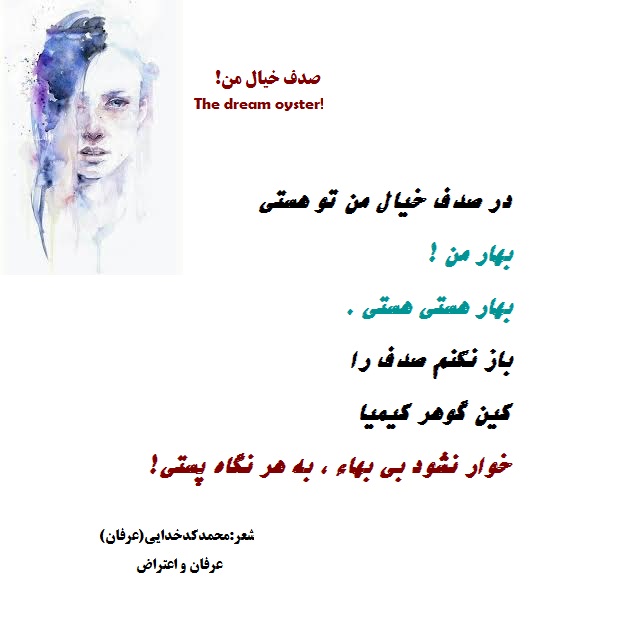 صدف خیال من!
The dream oyster!
در صدف خیال من تو هستی
بهار من !
بهار هستی هستی .
باز نکنم صدف را
کین گوهر کیمیا
خوار نشود بی بهاء ، به هر نگاه پستی!
شعر:محمدکدخدایی(عرفان)
عرفان و اعتراض